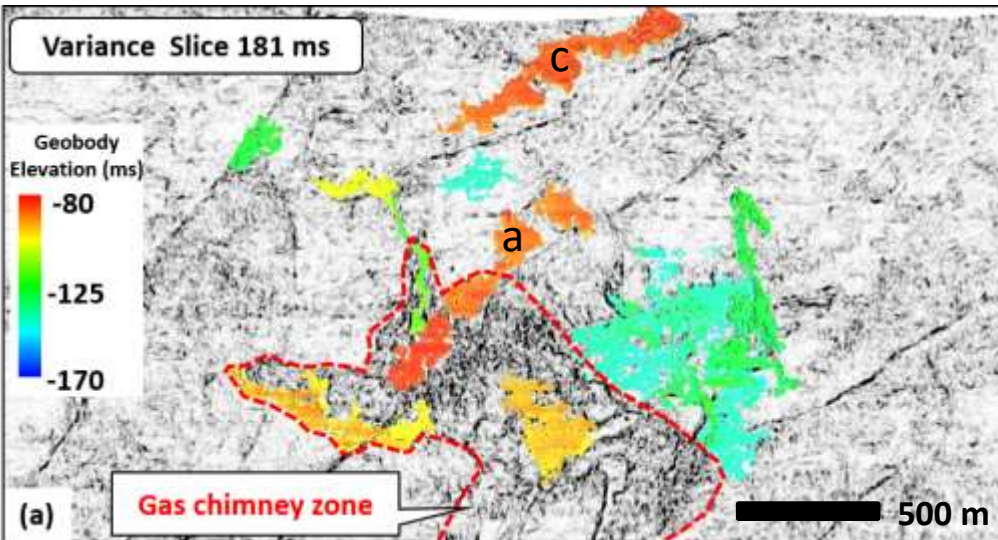 Variance Slice 181 ms
c
Geobody
Elevation (ms)
-80
-125
-170
a
Gas chimney zone
(a)
500 m